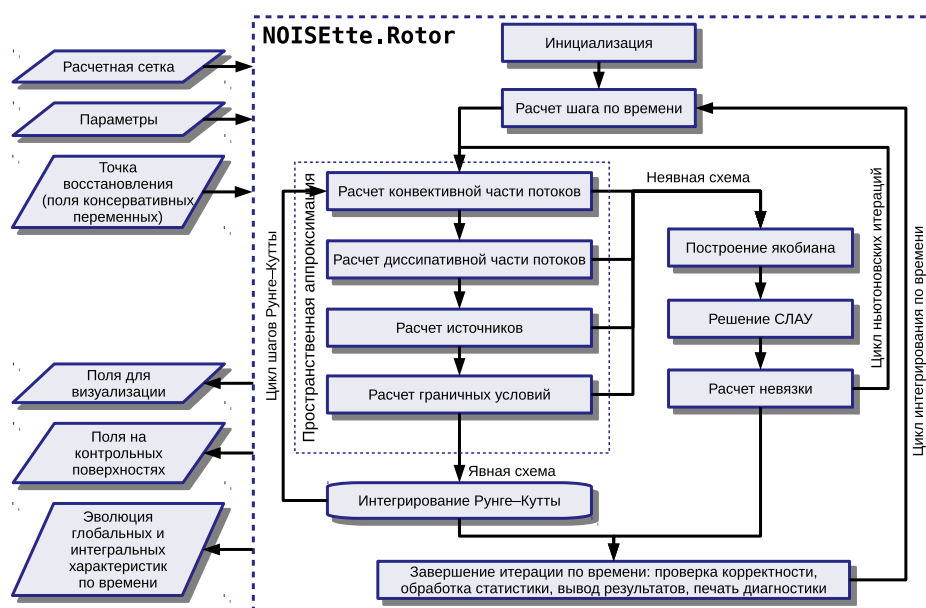 NOISEtte.Rotor
Инициализация
Расчетная сетка
Расчет шага по времени
Параметры
Точка
восстановления
(поля консервативных
переменных)
Пространственная аппроксимация
Расчет конвективной части потоков
Неявная схема
Расчет диссипативной части потоков
Построение якобиана
Расчет источников
Решение СЛАУ
Расчет граничных условий
Расчет невязки
Цикл шагов Рунге–Кутты
Цикл ньютоновских итераций
Цикл интегрирования по времени
Поля для
визуализации
Поля на
контрольных
поверхностях
Явная схема
Интегрирование Рунге–Кутты
Эволюция
глобальных и
интегральных
характеристик
по времени
Завершение итерации по времени: проверка корректности,
обработка статистики, вывод результатов, печать диагностики